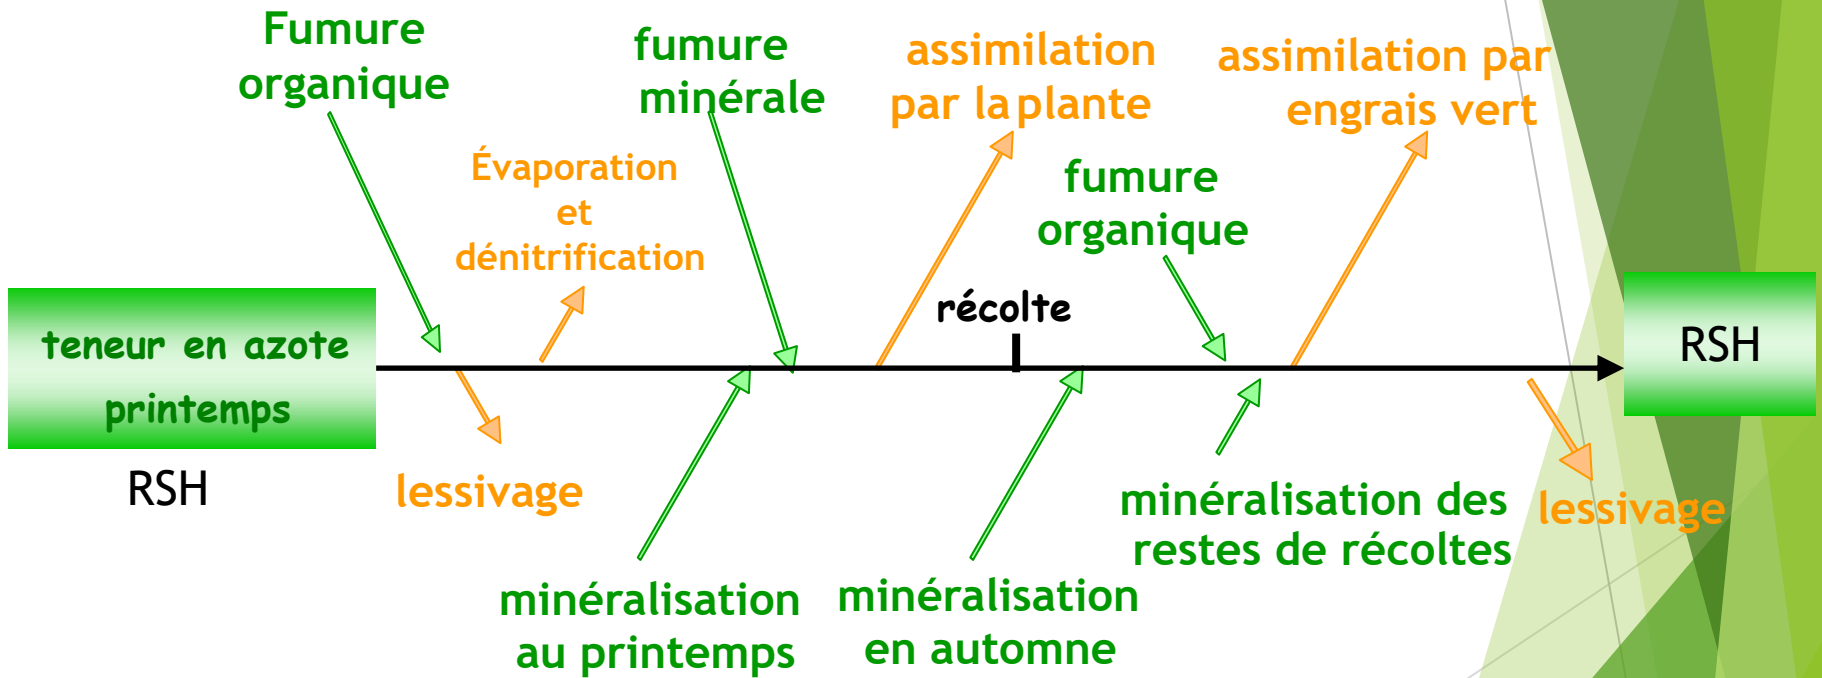 Fumure
organique
fumure
minérale
assimilation
par la plante
assimilation par
engrais vert
Évaporation
et
dénitrification
fumure
organique
récolte
teneur en azote
printemps
RSH
RSH
lessivage
lessivage
minéralisation
au printemps
minéralisation
en automne
minéralisation des
restes de récoltes